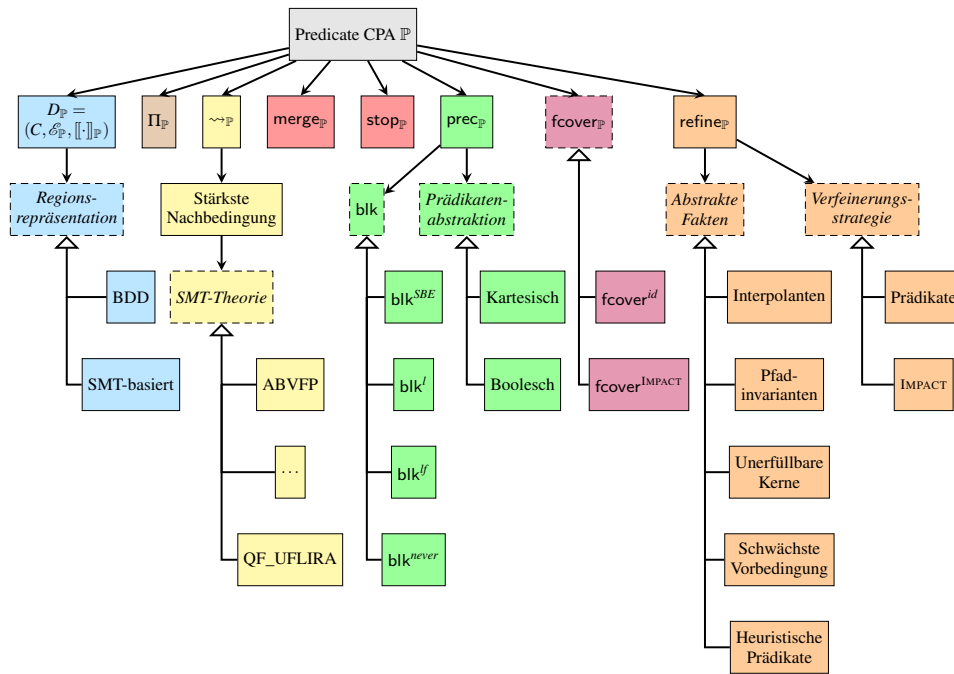 Predicate CPA ℙ
D_ℙ =
(C, ℰ_ℙ, ⟦·⟧_ℙ)
Π_ℙ
⇝_ℙ
merge_ℙ
stop_ℙ
prec_ℙ
fcover_ℙ
refine_ℙ
Regions-
repräsentation
Stärkste
Nachbedingung
blk
Prädikaten-
abstraktion
Abstrakte
Fakten
Verfeinerungs-
strategie
BDD
SMT-Theorie
blk^SBE
Kartesisch
fcover^id
Interpolanten
Prädikate
SMT-basiert
ABVFP
blk^l
Boolesch
fcover^IMPACT
Pfad-
invarianten
IMPACT
...
blk^lf
Unerfüllbare
Kerne
QF_UFLIRA
blk^never
Schwächste
Vorbedingung
Heuristische
Prädikate